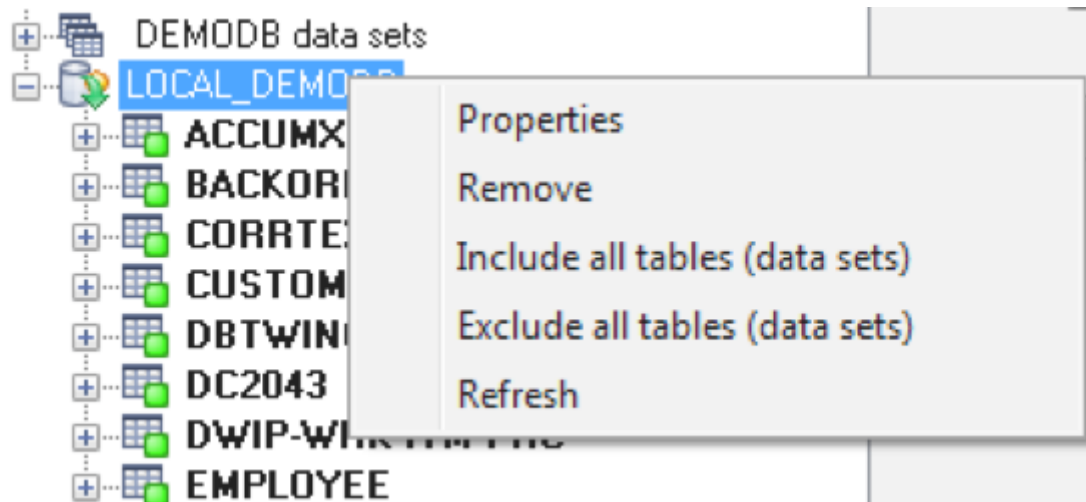 DEMODB data sets
LOCAL_DEMODB
ACCUMX
Properties
BACKOR
Remove
CORRTE
Include all tables (data sets)
CUSTOM
Exclude all tables (data sets)
DBTWIN
DC2043
Refresh
EMPLOYEE